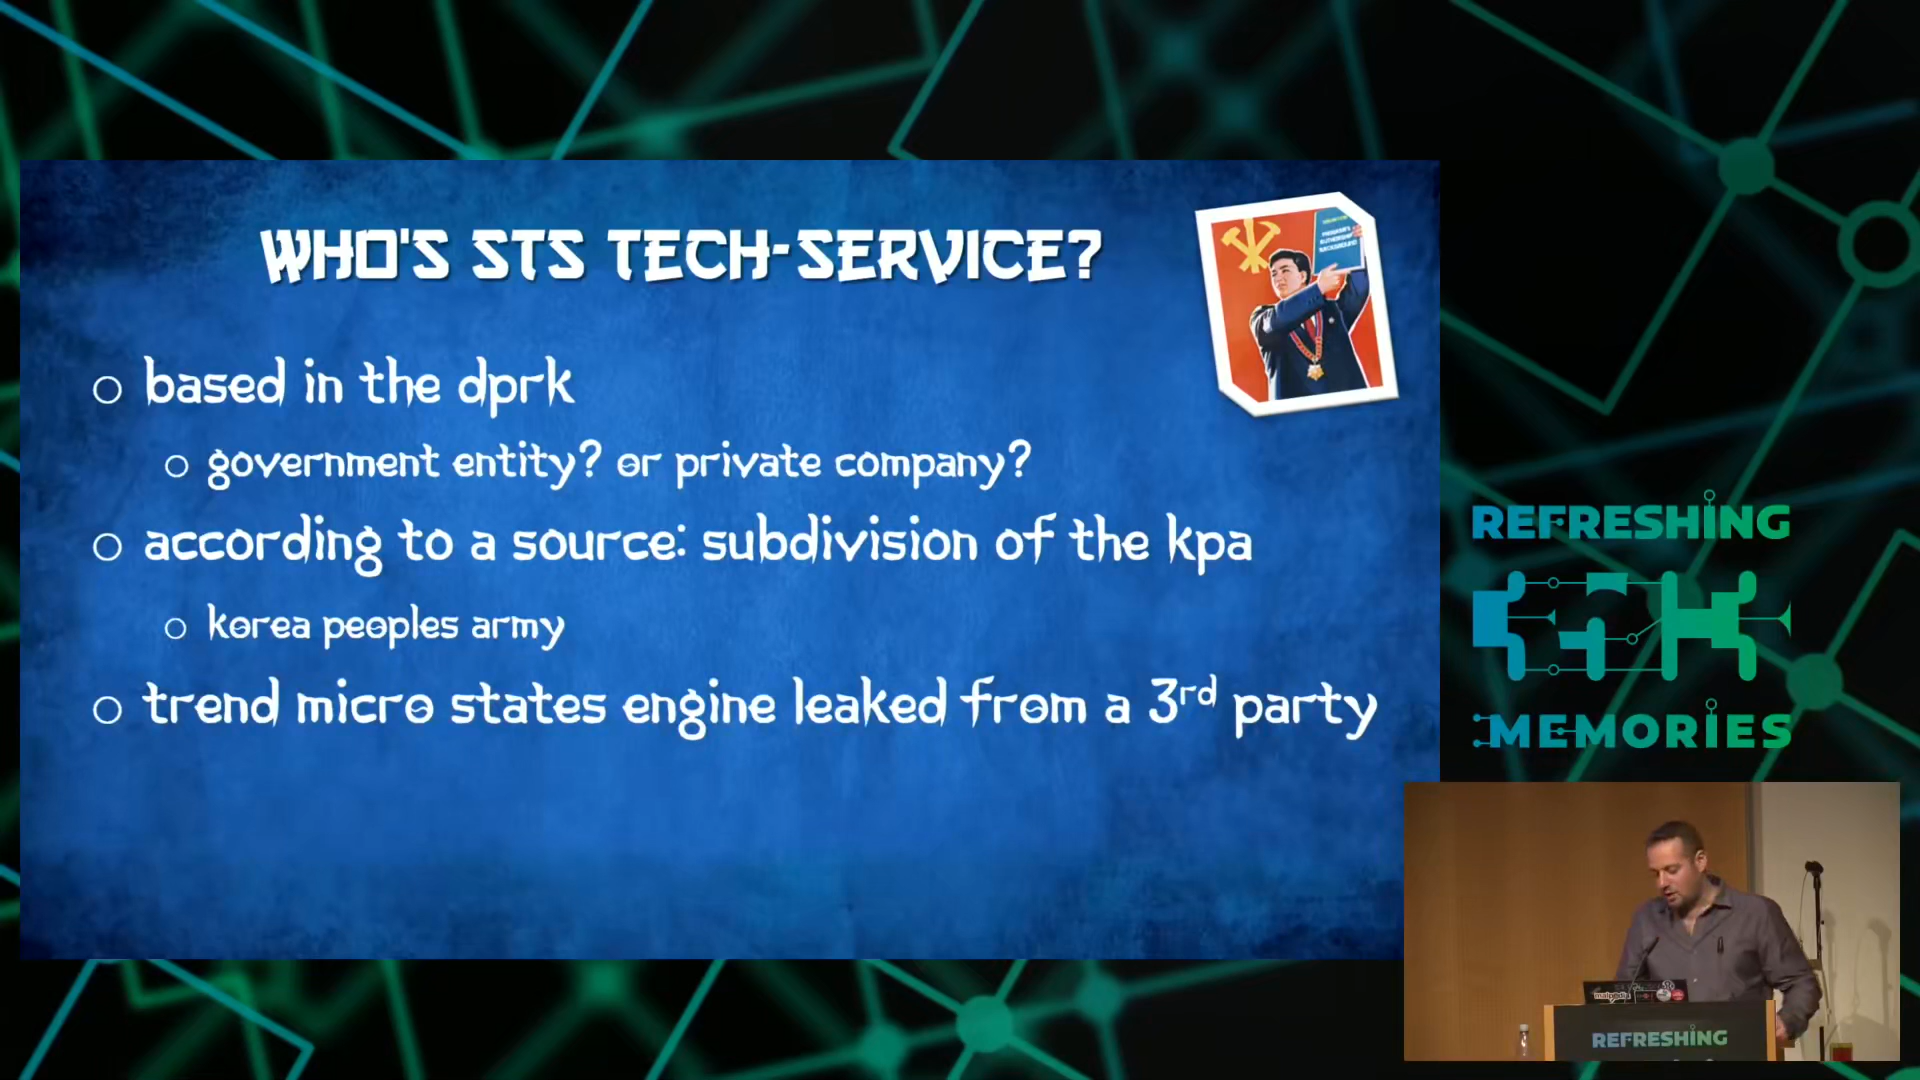 WHO'S STS TECH-SERVICE?
based in the dprk
government entity? or private company?
according to a source: subdivision of the kpa
korea peoples army
trend micro states engine leaked from a 3rd party
REFRESHING
MEMORIES
malpedia
REFRESHING